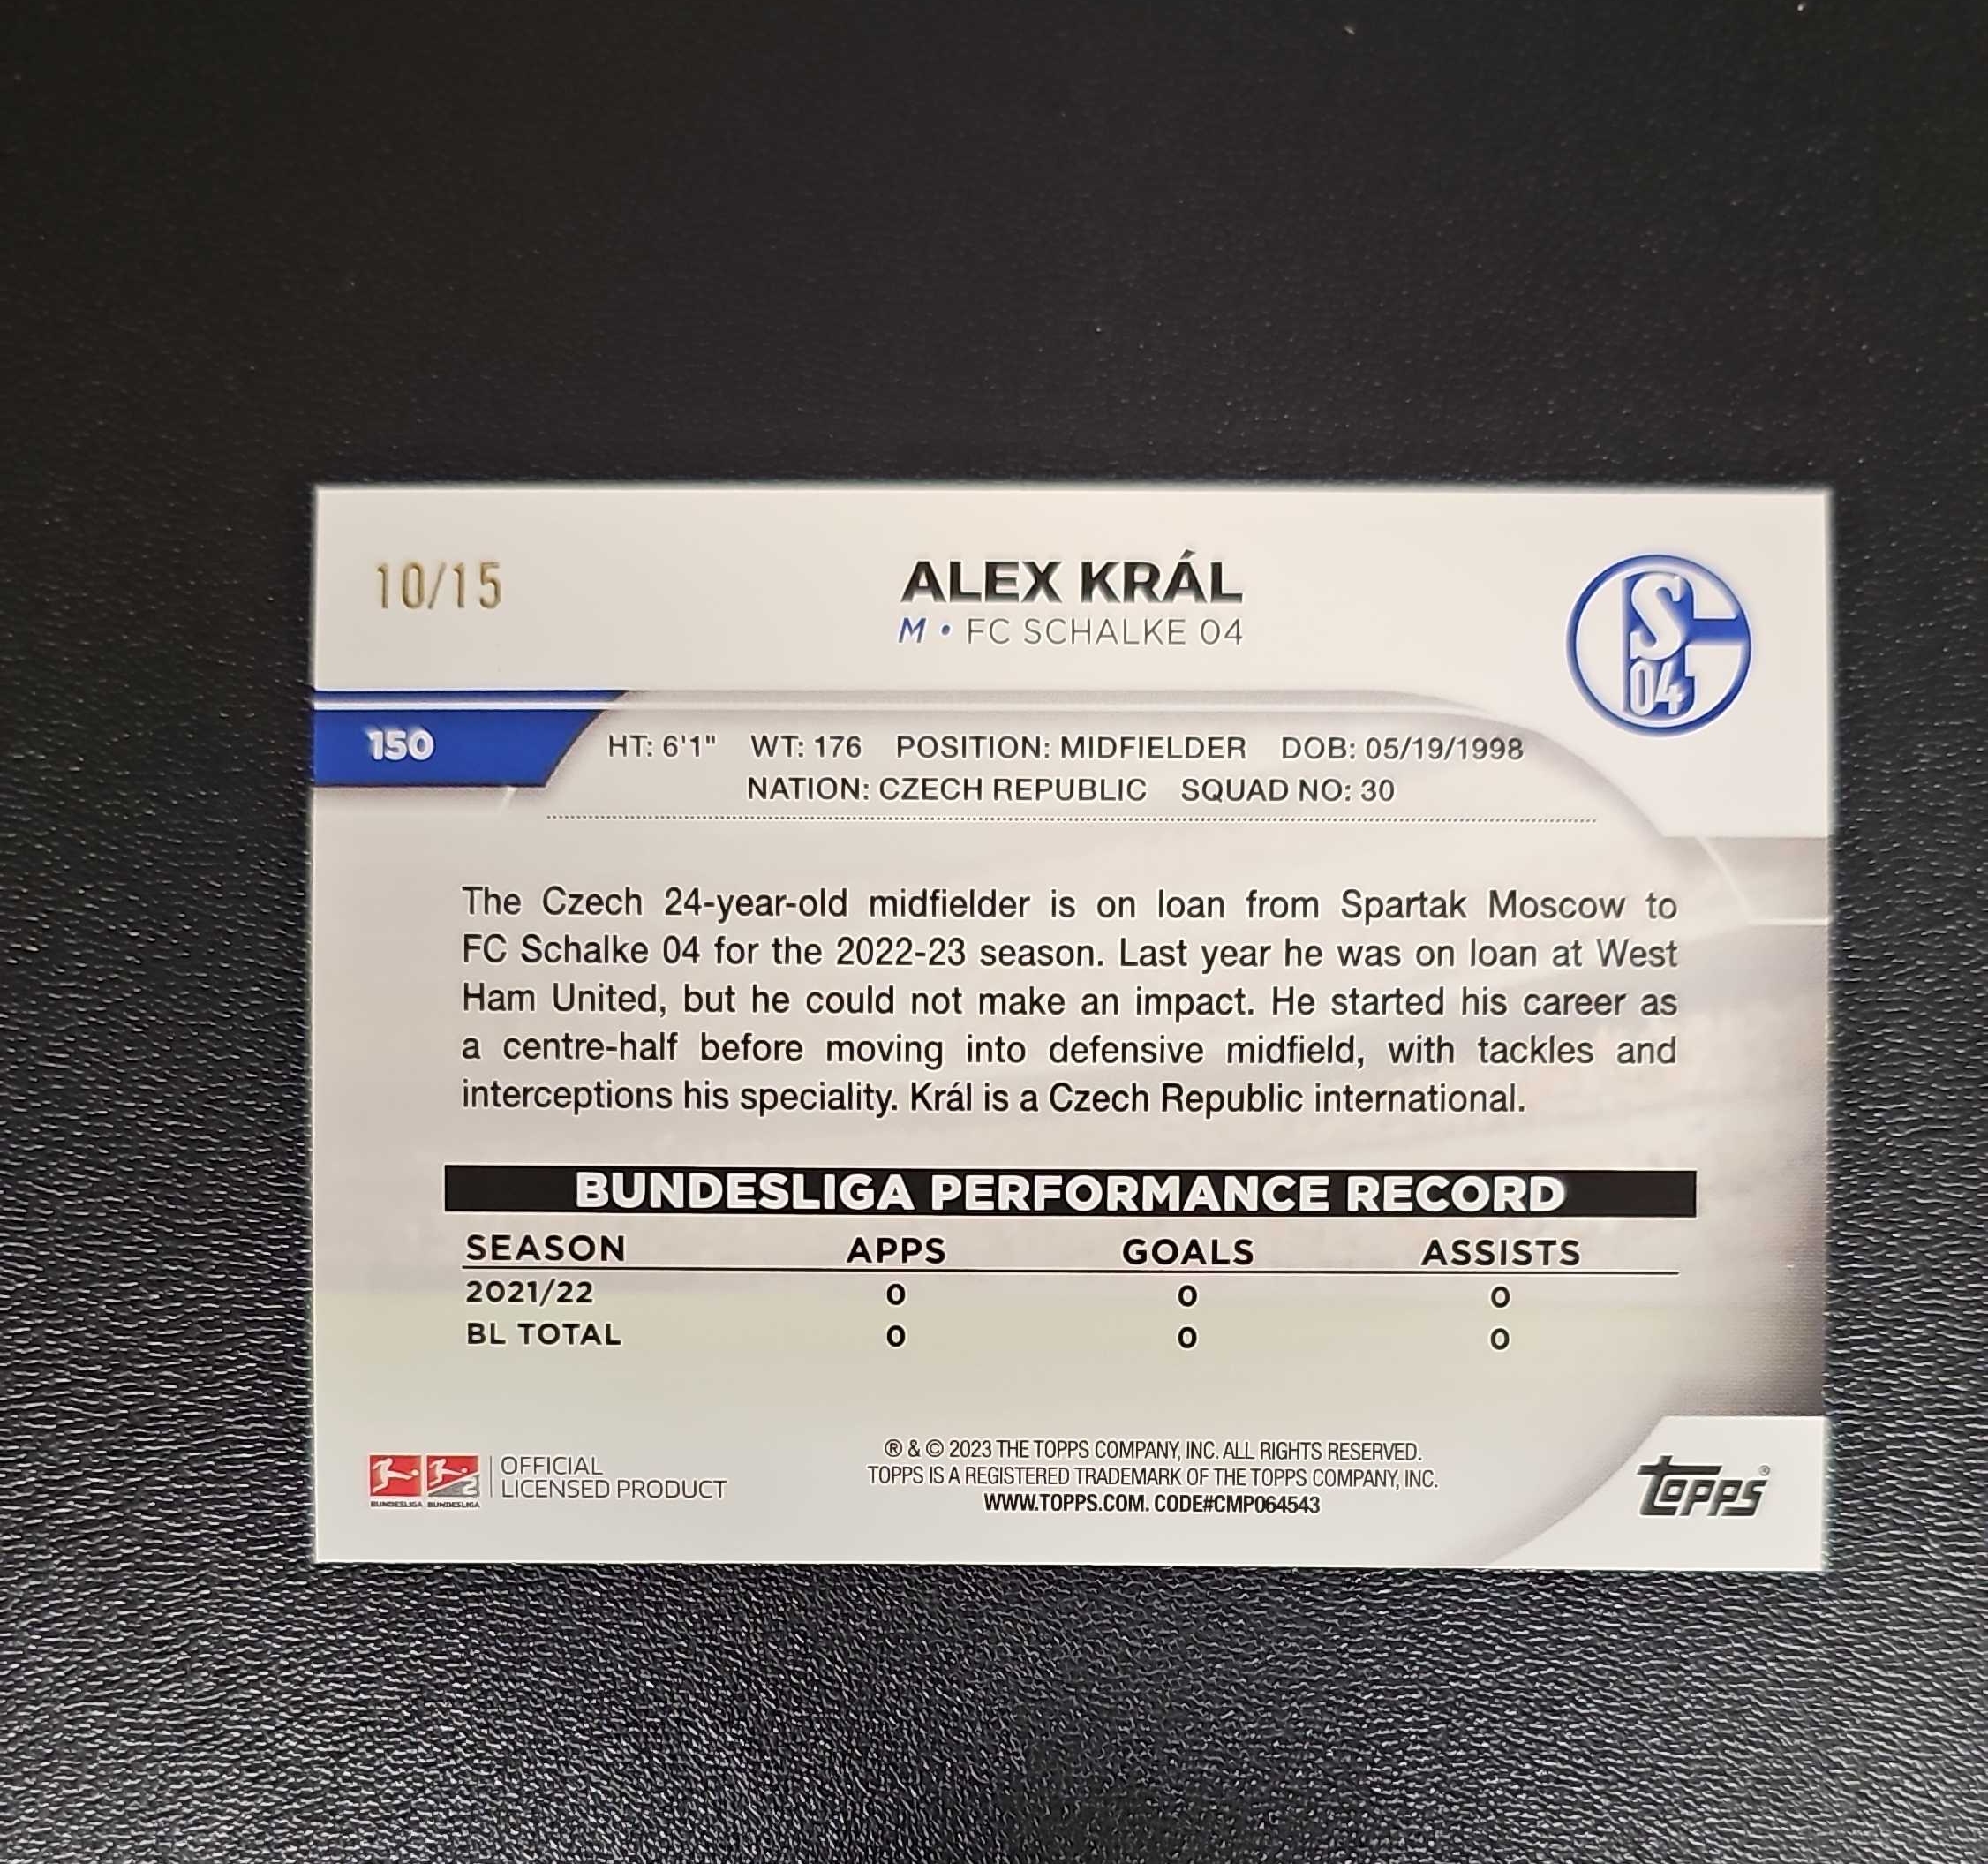 10/15
ALEX KRÁL
M • FC SCHALKE 04
S
04
150
HT: 6'1" WT: 176 POSITION: MIDFIELDER DOB: 05/19/1998
NATION: CZECH REPUBLIC SQUAD NO: 30
The Czech 24-year-old midfielder is on loan from Spartak Moscow to
FC Schalke 04 for the 2022-23 season. Last year he was on loan at West
Ham United, but he could not make an impact. He started his career as
a centre-half before moving into defensive midfield, with tackles and
interceptions his speciality. Král is a Czech Republic international.
BUNDESLIGA PERFORMANCE RECORD
SEASON APPS GOALS ASSISTS
2021/22 0 0 0
BL TOTAL 0 0 0
BUNDESLIGA BUNDESLIGA
2
OFFICIAL
LICENSED PRODUCT
® & © 2023 THE TOPPS COMPANY, INC. ALL RIGHTS RESERVED.
TOPPS IS A REGISTERED TRADEMARK OF THE TOPPS COMPANY, INC.
WWW.TOPPS.COM. CODE#CMP064543
TOPPS®